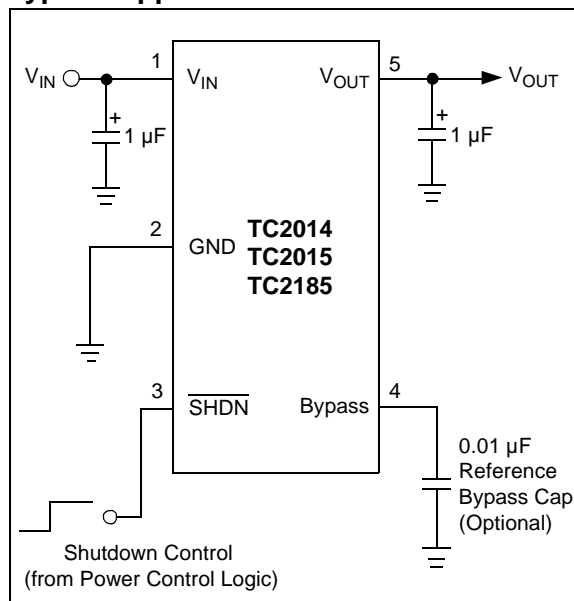 V_IN
1
V_IN
V_OUT
5
V_OUT
+
1 µF
+
1 µF
2
GND
TC2014
TC2015
TC2185
3
SHDN
Bypass
4
0.01 µF
Reference
Bypass Cap
(Optional)
Shutdown Control
(from Power Control Logic)